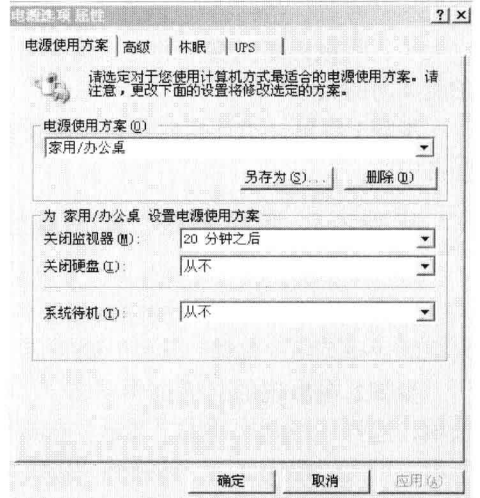 电源选项 属性
电源使用方案 高级 休眠 UPS
请选定对于您使用计算机方式最适合的电源使用方案。请
注意，更改下面的设置将修改选定的方案。
电源使用方案(U)
家用/办公桌
另存为(S)... 删除(D)
为 家用/办公桌 设置电源使用方案
关闭监视器(M): 20 分钟之后
关闭硬盘(I): 从不
系统待机(T): 从不
确定 取消 应用(A)